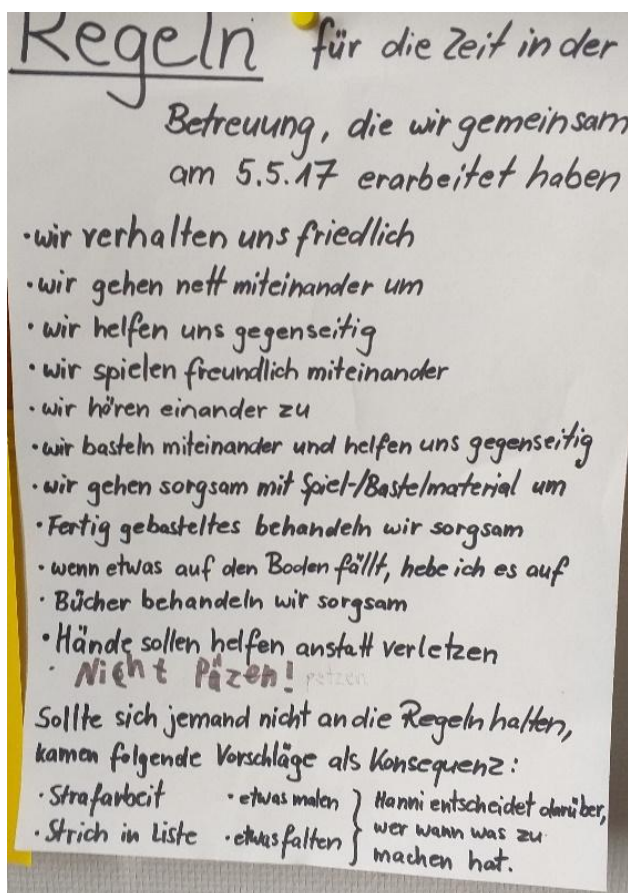 Regeln für die Zeit in der
Betreuung, die wir gemeinsam
am 5.5.17 erarbeitet haben
• wir verhalten uns friedlich
• wir gehen nett miteinander um
• wir helfen uns gegenseitig
• wir spielen freundlich miteinander
• wir hören einander zu
• wir basteln miteinander und helfen uns gegenseitig
• wir gehen sorgsam mit Spiel-/Bastelmaterial um
• Fertig gebasteltes behandeln wir sorgsam
• wenn etwas auf den Boden fällt, hebe ich es auf
• Bücher behandeln wir sorgsam
• Hände sollen helfen anstatt verletzen
• Nicht Päzen! petzen
Sollte sich jemand nicht an die Regeln halten,
kamen folgende Vorschläge als Konsequenz:
• Strafarbeit • etwas malen } Hanni entscheidet darüber,
• Strich in Liste • etwas falten } wer wann was zu
machen hat.